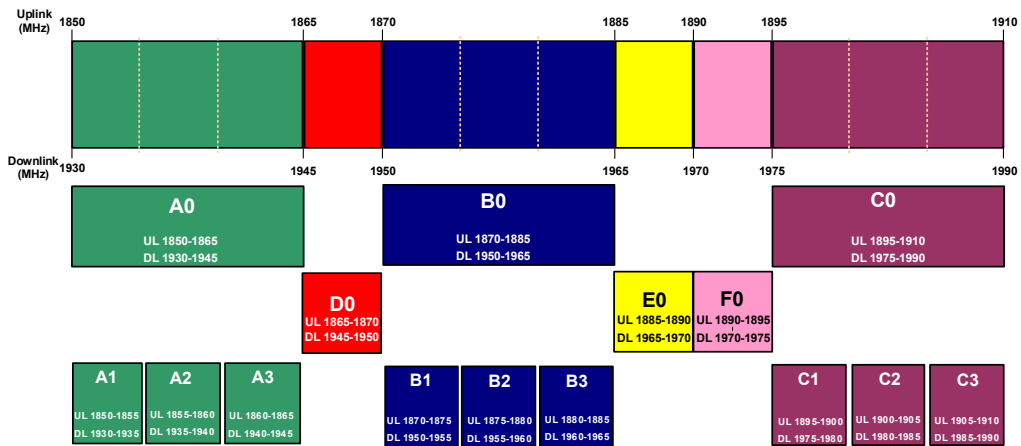 Uplink
(MHz)
1850 1865 1870 1885 1890 1895 1910
Downlink
(MHz)
1930 1945 1950 1965 1970 1975 1990
A0
UL 1850-1865
DL 1930-1945
B0
UL 1870-1885
DL 1950-1965
C0
UL 1895-1910
DL 1975-1990
D0
UL 1865-1870
DL 1945-1950
E0
UL 1885-1890
DL 1965-1970
F0
UL 1890-1895
DL 1970-1975
A1
UL 1850-1855
DL 1930-1935
A2
UL 1855-1860
DL 1935-1940
A3
UL 1860-1865
DL 1940-1945
B1
UL 1870-1875
DL 1950-1955
B2
UL 1875-1880
DL 1955-1960
B3
UL 1880-1885
DL 1960-1965
C1
UL 1895-1900
DL 1975-1980
C2
UL 1900-1905
DL 1980-1985
C3
UL 1905-1910
DL 1985-1990